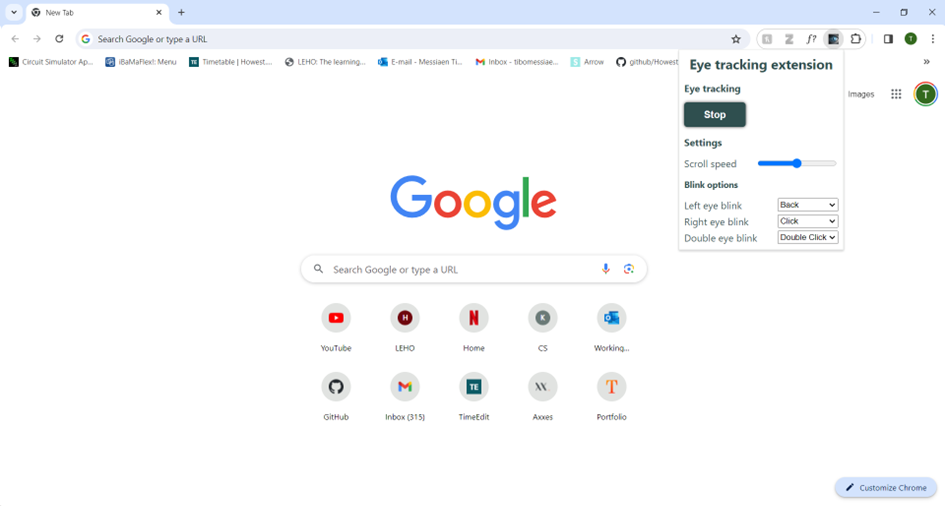 New Tab
Search Google or type a URL
f?
T
Circuit Simulator Ap...
iBaMaFlex!: Menu
TE Timetable | Howest....
LEHO: The learning...
E-mail - Messiaen Ti...
Inbox - tibomessiae...
S Arrow
github/Howest
»
Eye tracking extension
Images
T
Eye tracking
Stop
Settings
Scroll speed
Blink options
Left eye blink Back
Right eye blink Click
Double eye blink Double Click
Google
Search Google or type a URL
H
N
K
YouTube
LEHO
Home
CS
Working...
TE
T
GitHub
Inbox (315)
TimeEdit
Axxes
Portfolio
Customize Chrome